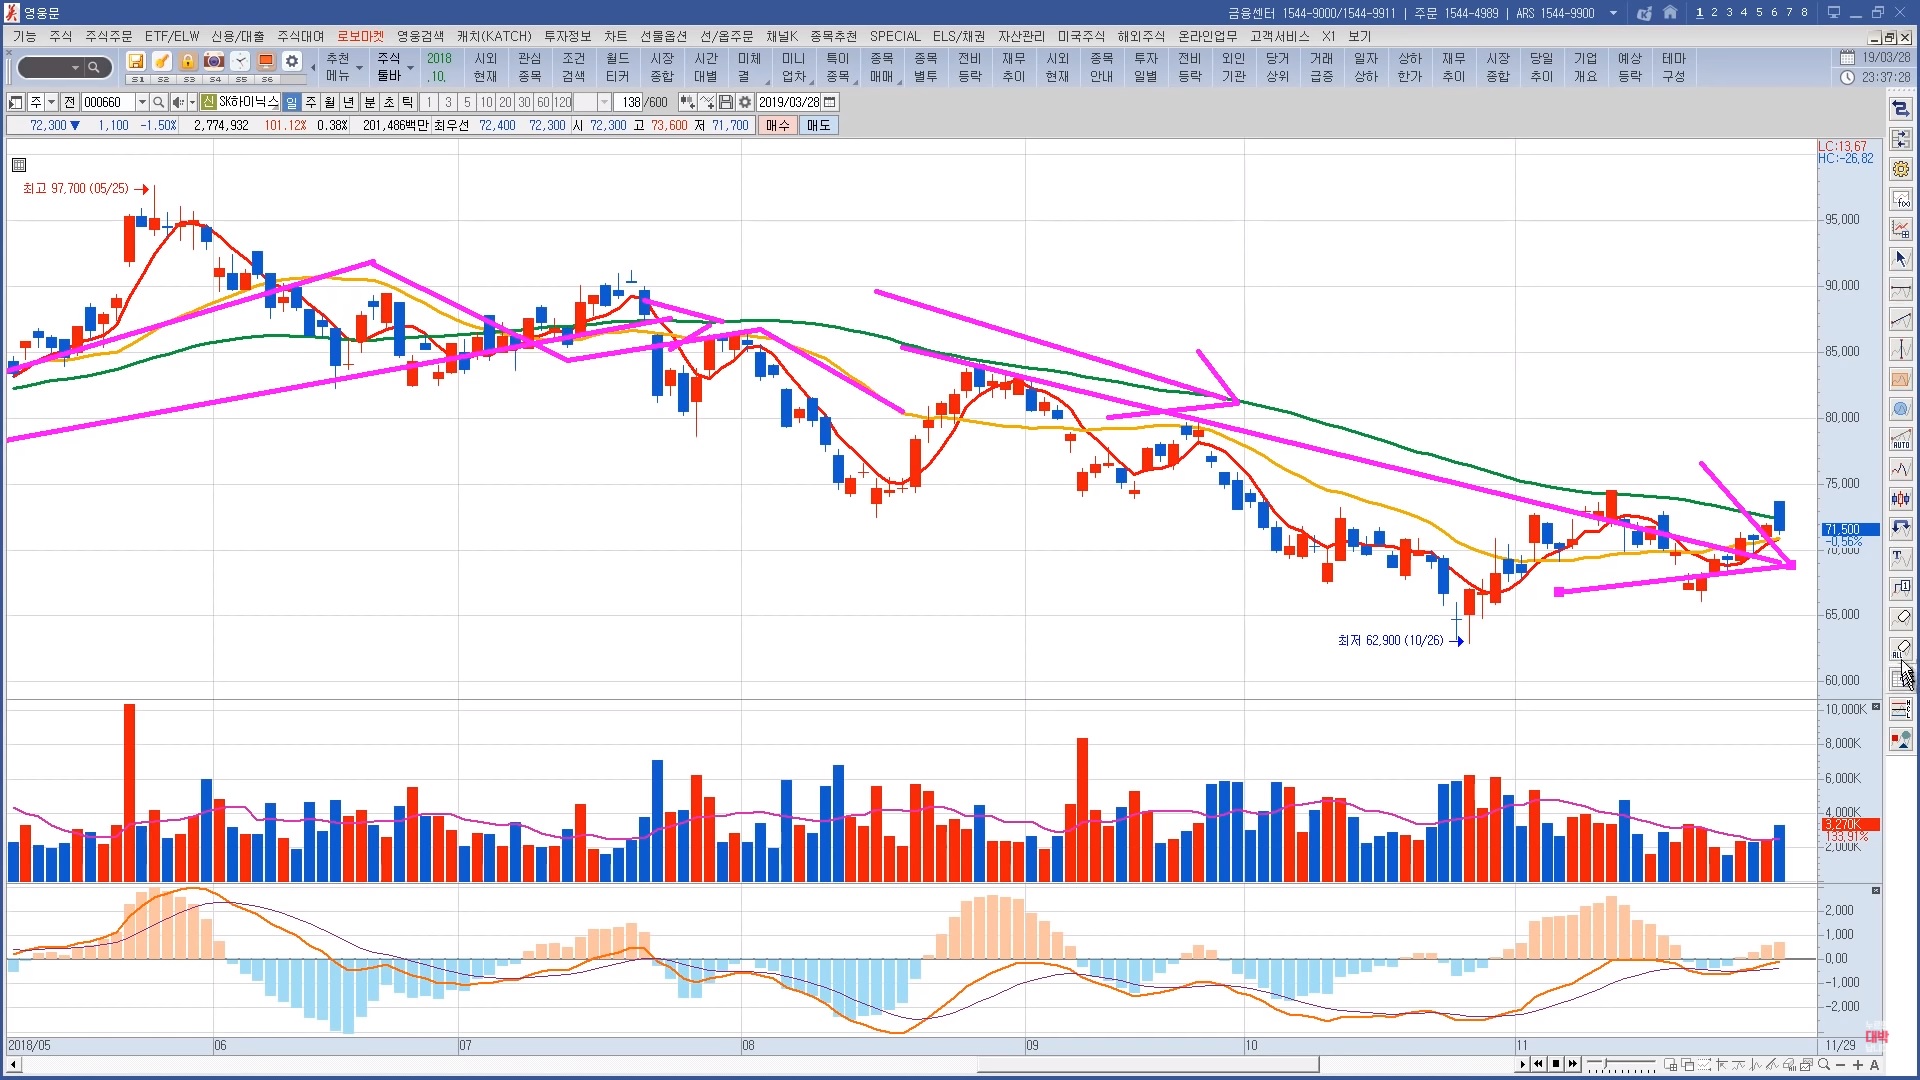 영웅문
금융센터 1544-9000/1544-9911 | 주문 1544-4989 | ARS 1544-9900
1 2 3 4 5 6 7 8
기능 주식 주식주문 ETF/ELW 신용/대출 주식대여 로보마켓 영웅검색 캐치(KATCH) 투자정보 차트 선물옵션 선/옵주문 채널K 종목추천 SPECIAL ELS/채권 자산관리 미국주식 해외주식 온라인업무 고객서비스 X1 보기
추천 주식 2018 시외 관심 조건 월드 시장 시간 미체 미니 특미 종목 종목 전비 재무 시외 종목 투자 전비 외인 당기 거래 일자 상하 재무 시장 당일 기업 예상 테마
메뉴 툴바 .10. 현재 종목 검색 티커 종합 대별 결 업차 종목 매매 별투 등락 추이 현재 안내 일별 등락 기관 상위 급증 상하 한가 추이 종합 추이 개요 등락 구성
S1 S2 S3 S4 S5 S6
19/03/28
23:37:28
주 전 000660 신 SK하이닉스 일 주 월 년 분 초 틱 1 3 5 10 20 30 60 120 138 /600 2019/03/28
72,300 ▼ 1,100 -1.50% 2,774,932 101.12% 0.38% 201,486백만 최우선 72,400 72,300 시 72,300 고 73,600 저 71,700 매수 매도
LC:13,67
HC:-26,82
최고 97,700 (05/25)
95,000
90,000
85,000
80,000
75,000
71,500
-0,56%
70,000
65,000
최저 62,900 (10/26)
60,000
10,000K
8,000K
6,000K
4,000K
3,270K
133,91%
2,000K
2,000
1,000
0,00
-1,000
-2,000
대박
2018/05 06 07 08 09 10 11 11/29
f(x)
AUTO
T
1
ALL
A